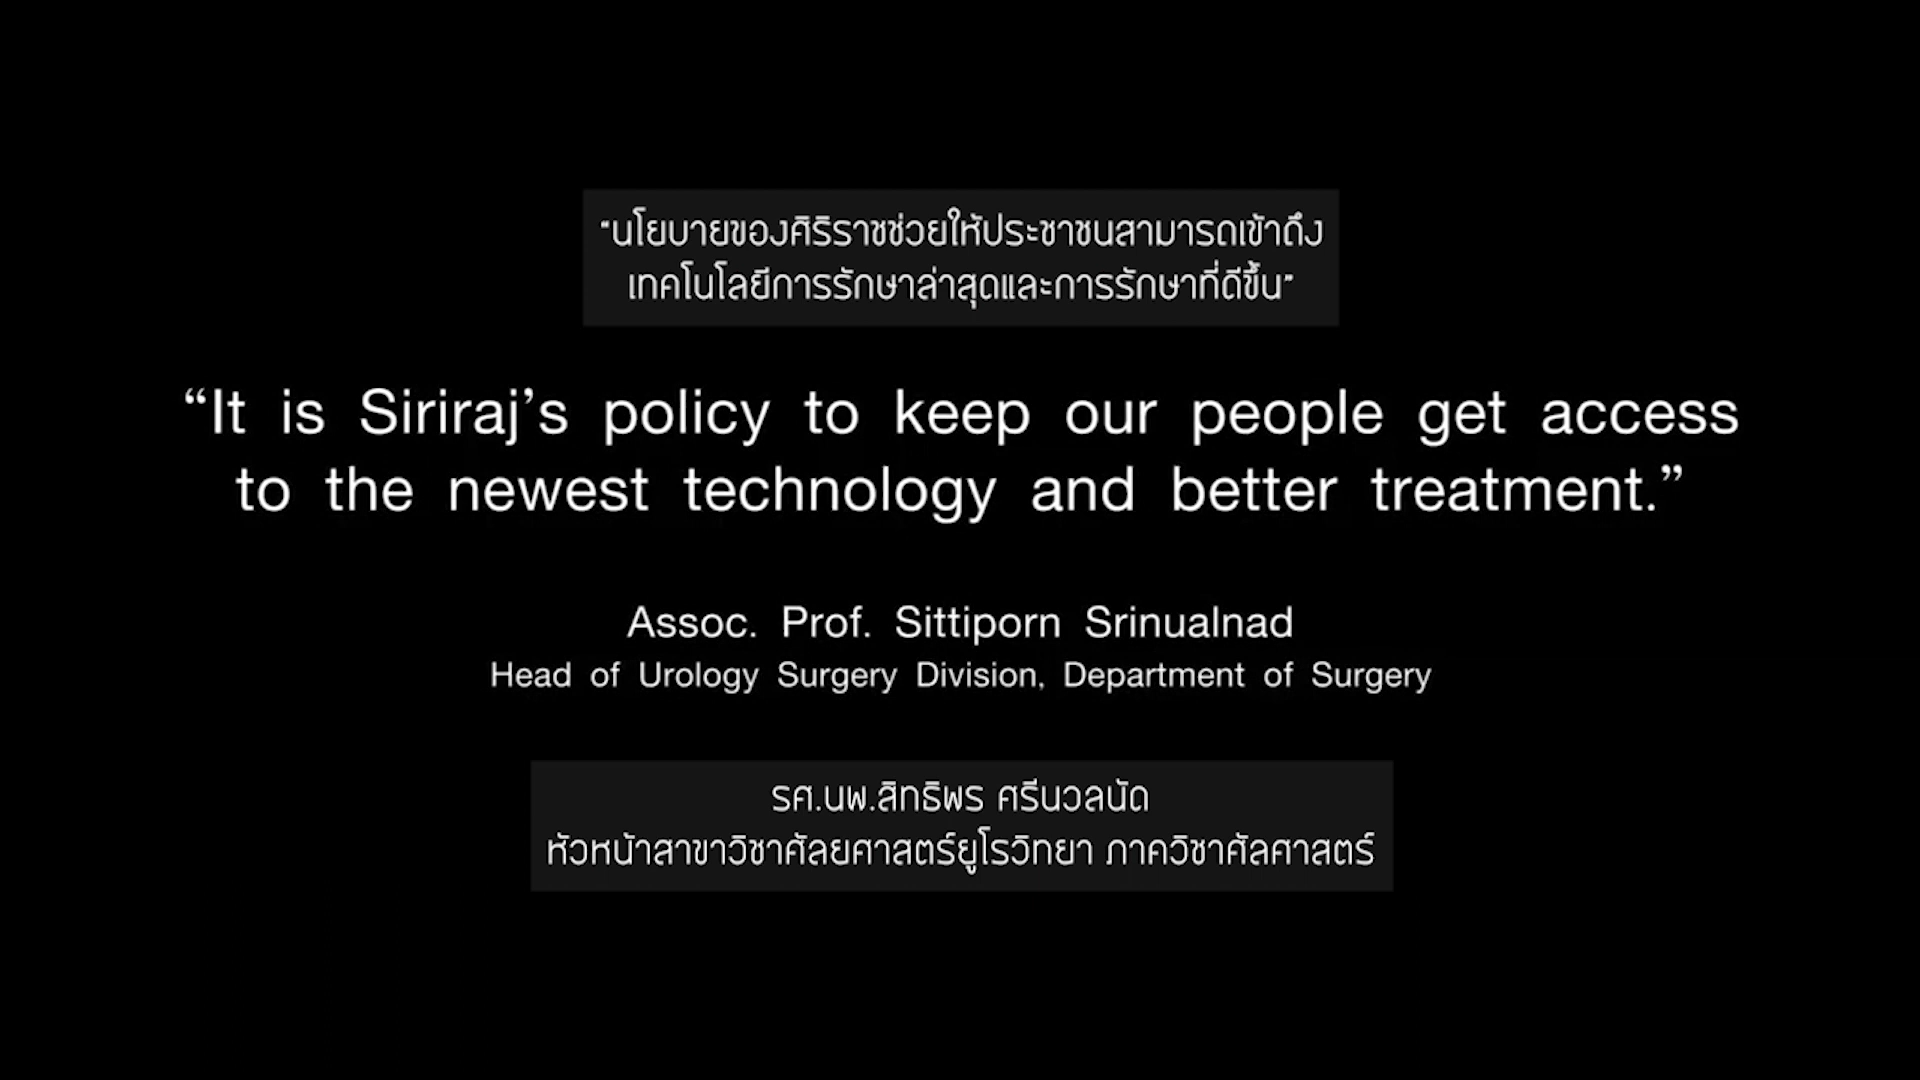 "นโยบายของศิริราชช่วยให้ประชาชนสามารถเข้าถึง
เทคโนโลยีการรักษาล่าสุดและการรักษาที่ดีขึ้น"
“It is Siriraj’s policy to keep our people get access
to the newest technology and better treatment.”
Assoc. Prof. Sittiporn Srinualnad
Head of Urology Surgery Division, Department of Surgery
รศ.นพ.สิทธิพร ศรีนวลนัด
หัวหน้าสาขาวิชาศัลยศาสตร์ยูโรวิทยา ภาควิชาศัลศาสตร์